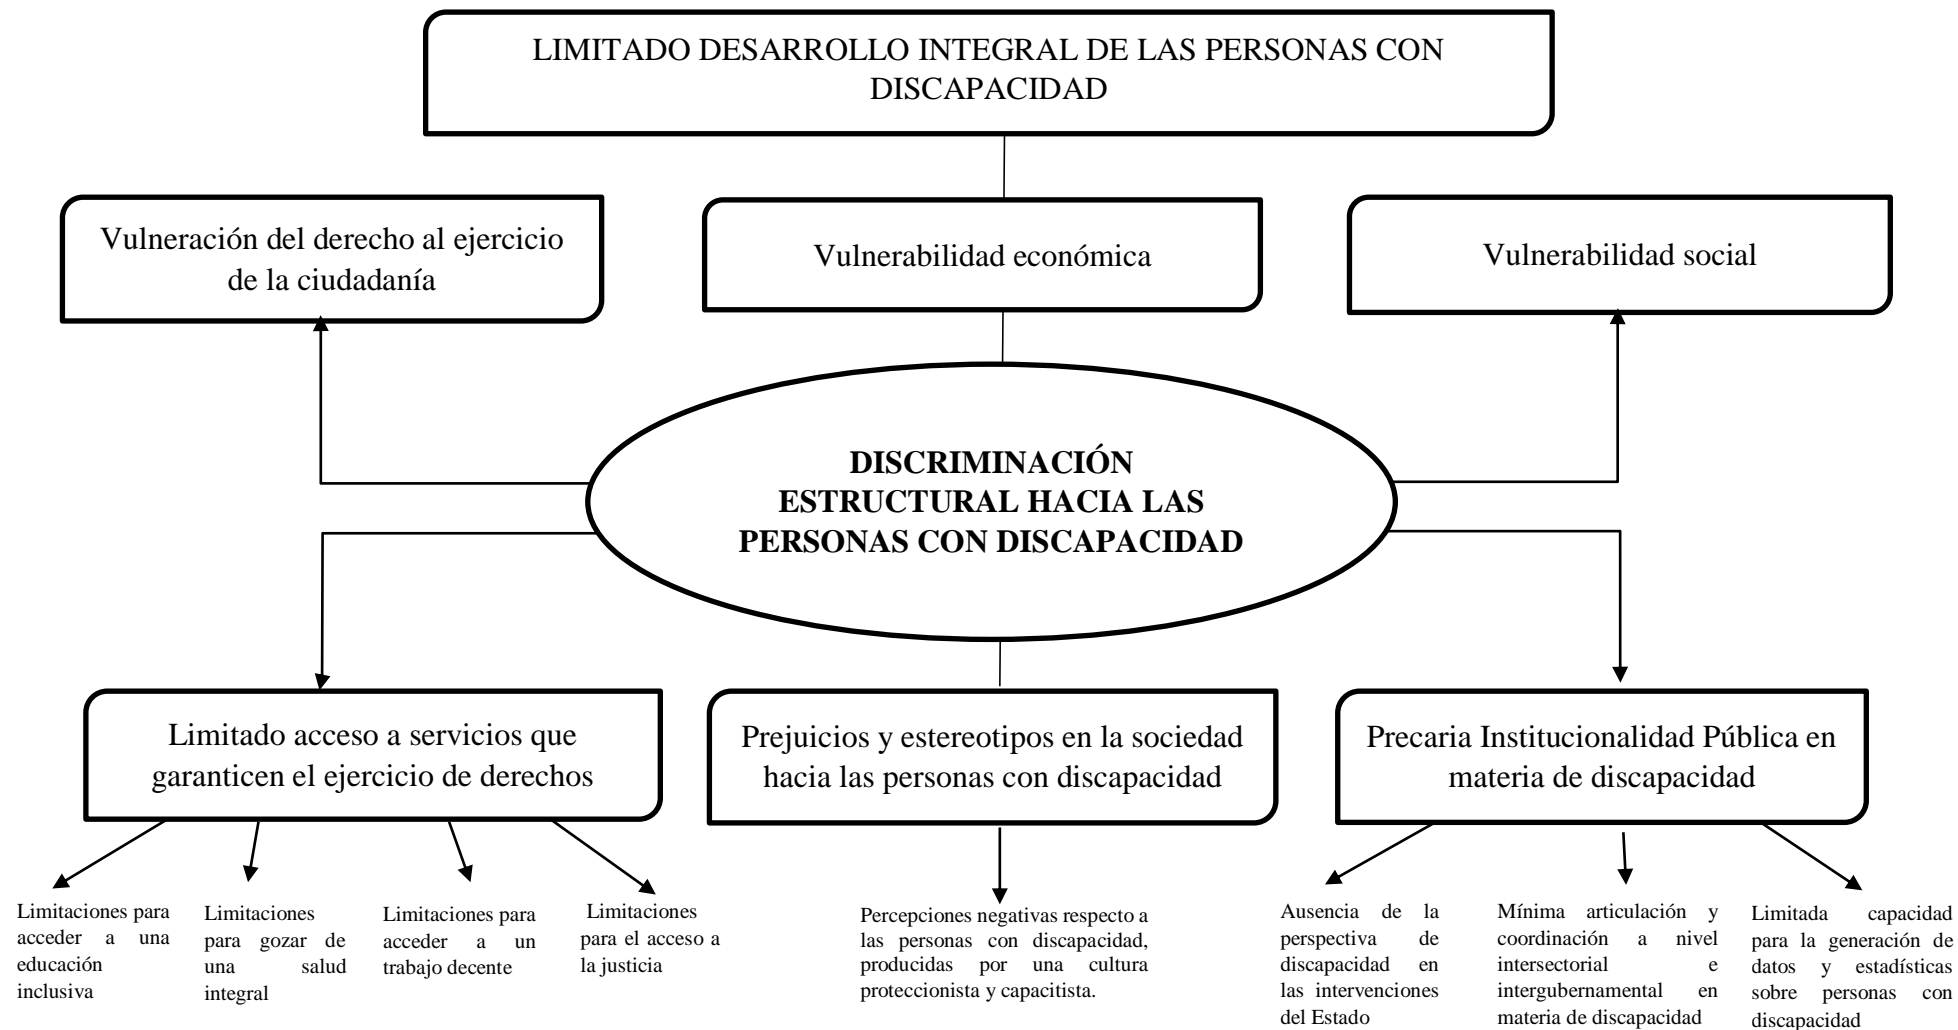 LIMITADO DESARROLLO INTEGRAL DE LAS PERSONAS CON
DISCAPACIDAD
Vulneración del derecho al ejercicio
de la ciudadanía
Vulnerabilidad económica
Vulnerabilidad social
DISCRIMINACIÓN
ESTRUCTURAL HACIA LAS
PERSONAS CON DISCAPACIDAD
Limitado acceso a servicios que
garanticen el ejercicio de derechos
Prejuicios y estereotipos en la sociedad
hacia las personas con discapacidad
Precaria Institucionalidad Pública en
materia de discapacidad
Limitaciones para
acceder a una
educación
inclusiva
Limitaciones
para gozar de
una salud
integral
Limitaciones para
acceder a un
trabajo decente
Limitaciones
para el acceso a
la justicia
Percepciones negativas respecto a
las personas con discapacidad,
producidas por una cultura
proteccionista y capacitista.
Ausencia de la
perspectiva de
discapacidad en
las intervenciones
del Estado
Mínima articulación y
coordinación a nivel
intersectorial e
intergubernamental en
materia de discapacidad
Limitada capacidad
para la generación de
datos y estadísticas
sobre personas con
discapacidad